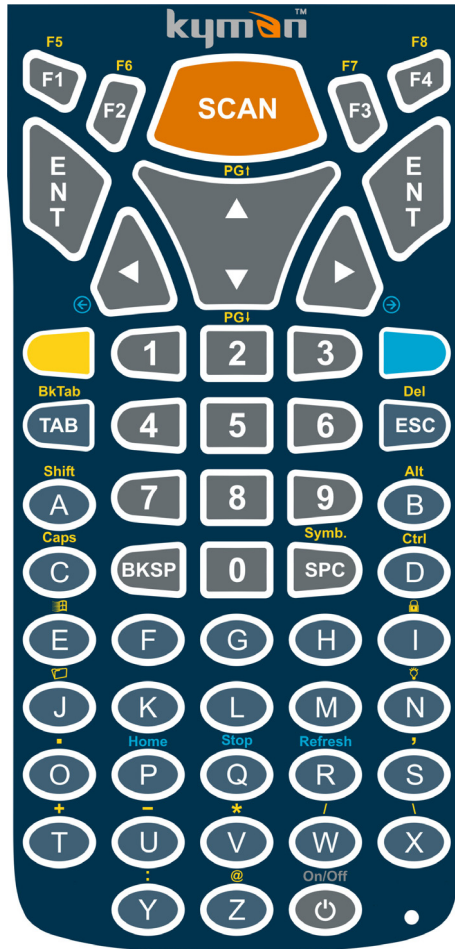 kyman™
F5 F8
F1 F6 F7 F4
F2 SCAN F3
PG↑
ENT ENT
▲
◀ ▼ ▶
← →
PG↓
1 2 3
BkTab Del
TAB 4 5 6 ESC
Shift Alt
A 7 8 9 B
Caps Symb. Ctrl
C BKSP 0 SPC D
E F G H I
J K L M N
. Home Stop Refresh ,
O P Q R S
+ - * / \
T U V W X
: @ On/Off
Y Z